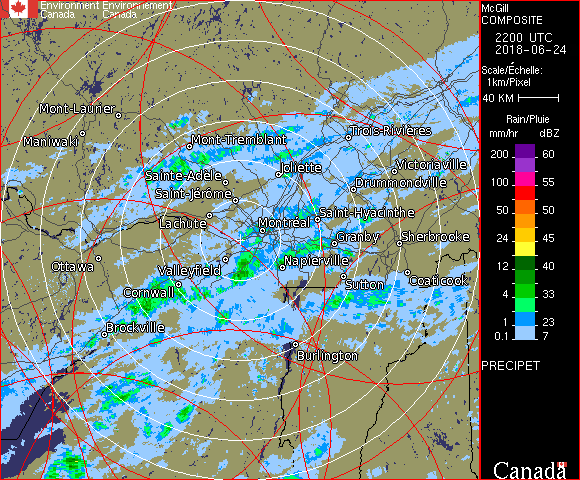 Environment Environnement
Canada Canada
McGill
COMPOSITE
2200 UTC
2018-06-24
Scale/Échelle:
1km/Pixel
40 KM
Rain/Pluie
mm/hr dBZ
200 60
100 55
50 50
24 45
12 40
4 33
1 23
0.1 7
PRECIPET
Canada
Mont-Laurier
Maniwaki
Mont-Tremblant
Trois-Rivières
Joliette
Victoriaville
Sainte-Adèle
Drummondville
Saint-Jérôme
Lachute
Saint-Hyacinthe
Montréal
Granby
Sherbrooke
Ottawa
Valleyfield
Napierville
Coaticook
Sutton
Cornwall
Brockville
Burlington